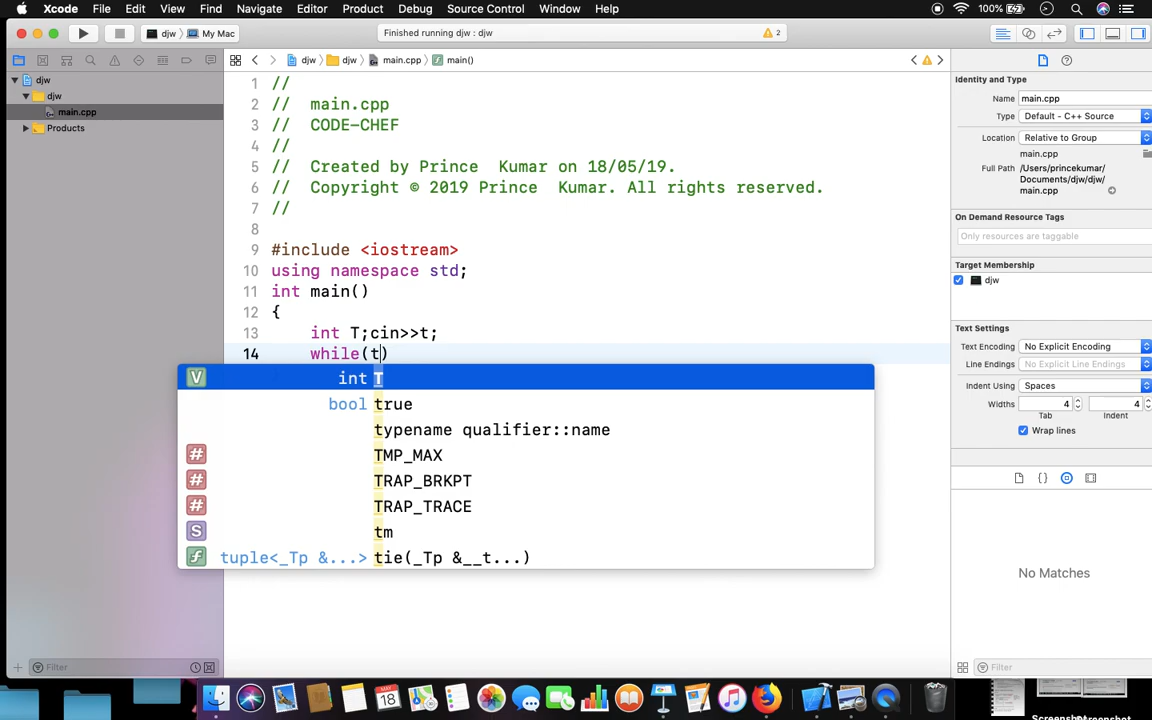 Xcode File Edit View Find Navigate Editor Product Debug Source Control Window Help 100%
djw My Mac Finished running djw : djw 2
djw djw main.cpp main()
djw
djw
main.cpp
Products
1 //
2 // main.cpp
3 // CODE-CHEF
4 //
5 // Created by Prince Kumar on 18/05/19.
6 // Copyright © 2019 Prince Kumar. All rights reserved.
7 //
8
9 #include <iostream>
10 using namespace std;
11 int main()
12 {
13 int T;cin>>t;
14 while(t)
int T
bool true
typename qualifier::name
# TMP_MAX
# TRAP_BRKPT
# TRAP_TRACE
S tm
f tuple<_Tp &...> tie(_Tp &__t...)
V
Identity and Type
Name main.cpp
Type Default - C++ Source
Location Relative to Group
main.cpp
Full Path /Users/princekumar/
Documents/djw/djw/
main.cpp
On Demand Resource Tags
Only resources are taggable
Target Membership
djw
Text Settings
Text Encoding No Explicit Encoding
Line Endings No Explicit Line Endings
Indent Using Spaces
Widths 4 4
Tab Indent
Wrap lines
No Matches
Filter
Filter
MAY
18